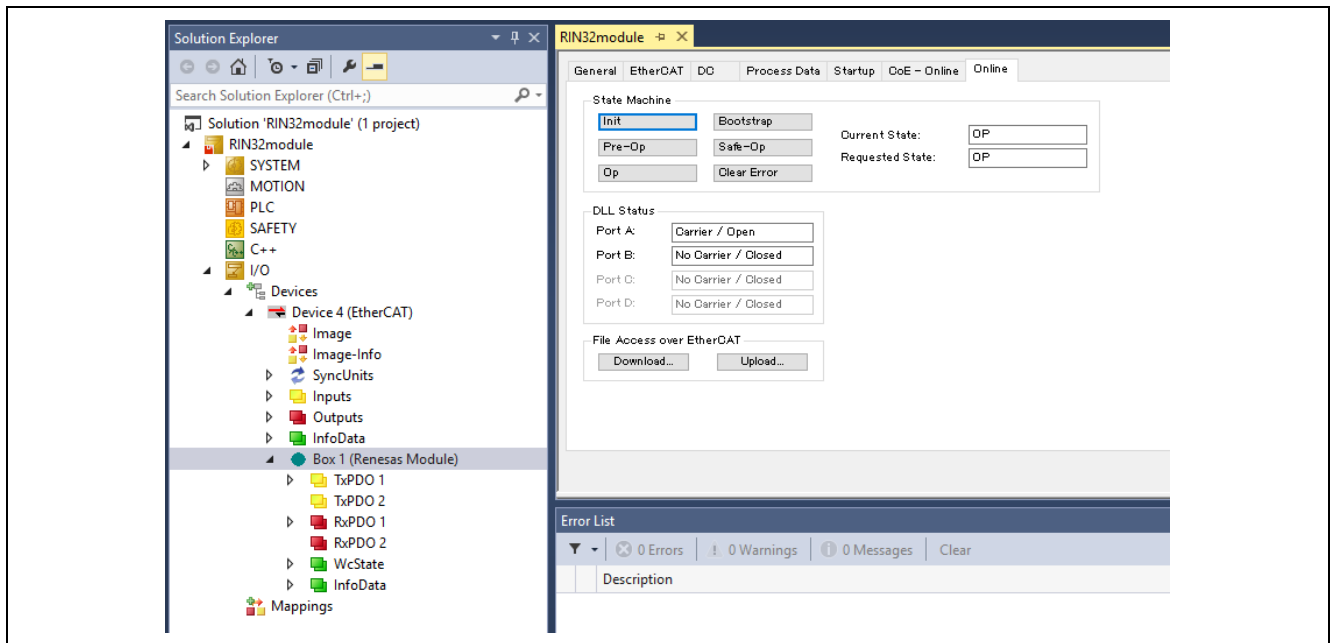 Solution Explorer
Search Solution Explorer (Ctrl+;)
Solution 'RIN32module' (1 project)
RIN32module
SYSTEM
MOTION
PLC
SAFETY
C++
I/O
Devices
Device 4 (EtherCAT)
Image
Image-Info
SyncUnits
Inputs
Outputs
InfoData
Box 1 (Renesas Module)
TxPDO 1
TxPDO 2
RxPDO 1
RxPDO 2
WcState
InfoData
Mappings
RIN32module
General EtherCAT DC Process Data Startup CoE - Online Online
State Machine
Init Bootstrap
Pre-Op Safe-Op
Op Clear Error
Current State: OP
Requested State: OP
DLL Status
Port A: Carrier / Open
Port B: No Carrier / Closed
Port C: No Carrier / Closed
Port D: No Carrier / Closed
File Access over EtherCAT
Download... Upload...
Error List
0 Errors 0 Warnings 0 Messages Clear
Description